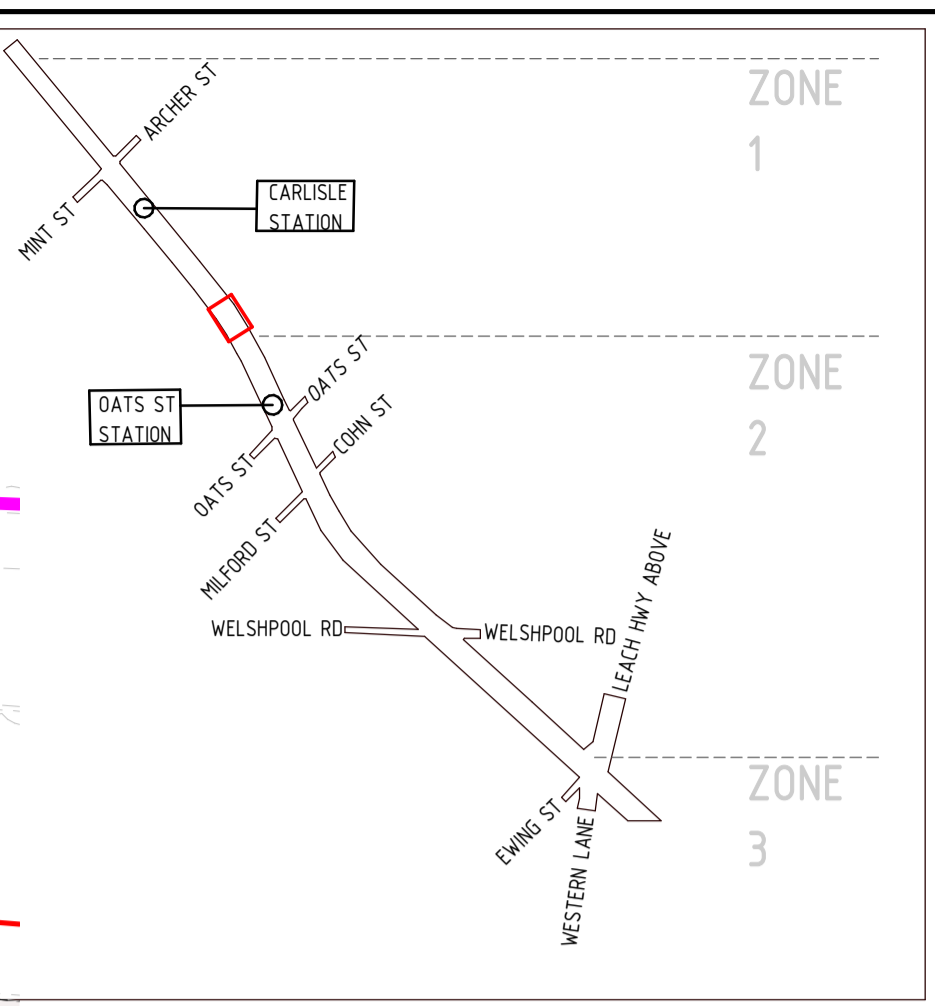 ZONE
1
ARCHER ST
MINT ST
CARLISLE
STATION
ZONE
2
OATS ST
OATS ST
STATION
COHN ST
OATS ST
MILFORD ST
WELSHPOOL RD
WELSHPOOL RD
LEACH HWY ABOVE
ZONE
3
EWING ST
WESTERN LANE